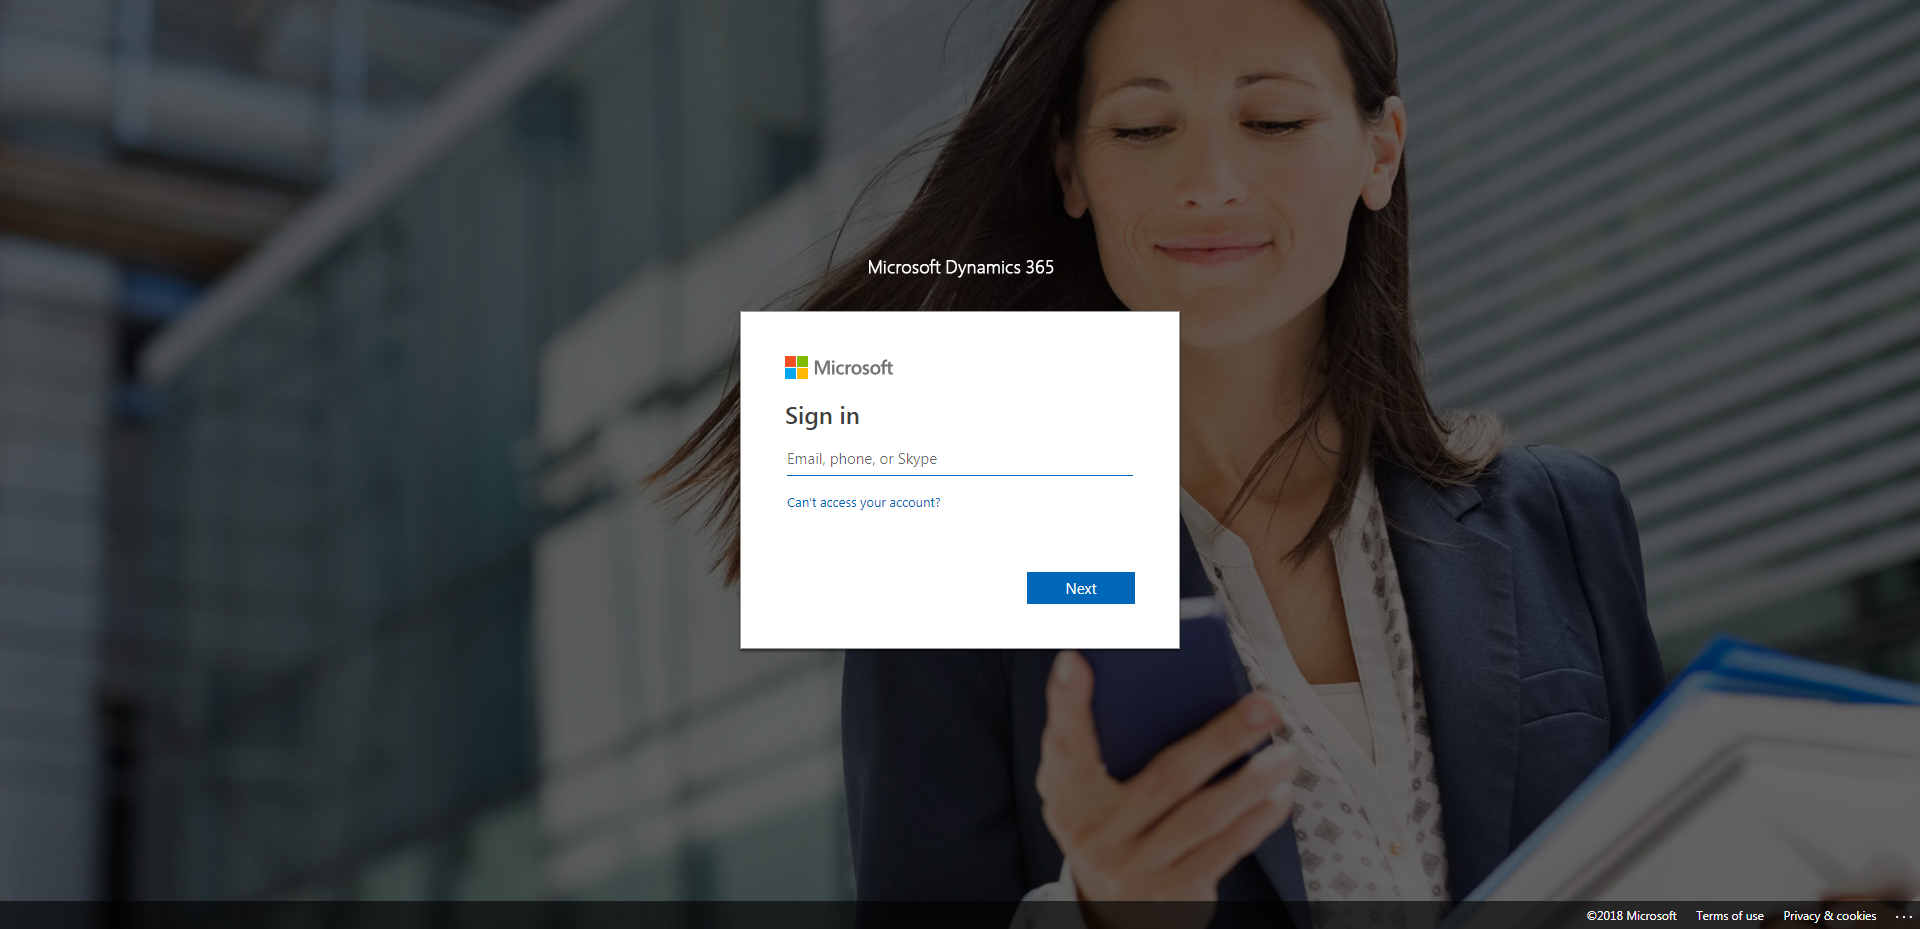 Microsoft Dynamics 365
Microsoft
Sign in
Email, phone, or Skype
Can't access your account?
Next
©2018 Microsoft Terms of use Privacy & cookies ...